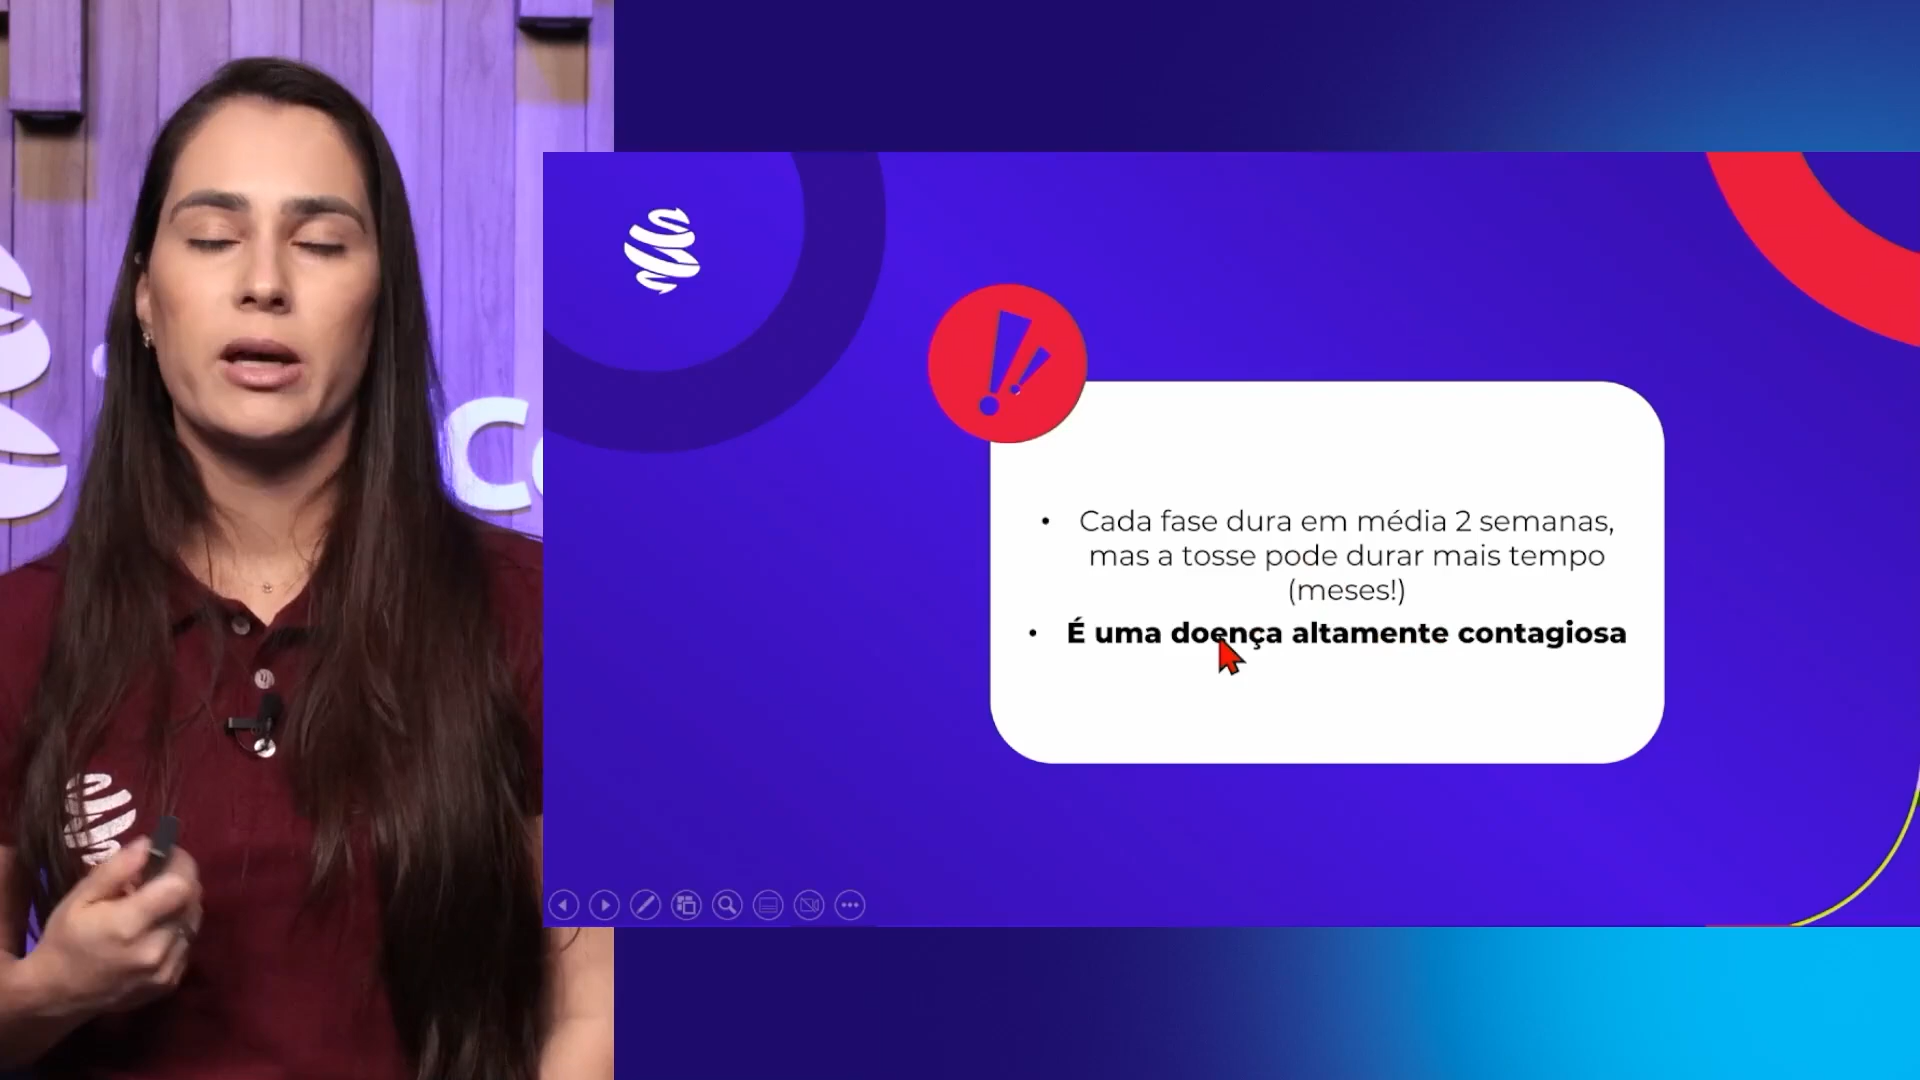 • Cada fase dura em média 2 semanas,
mas a tosse pode durar mais tempo
(meses!)
• É uma doença altamente contagiosa